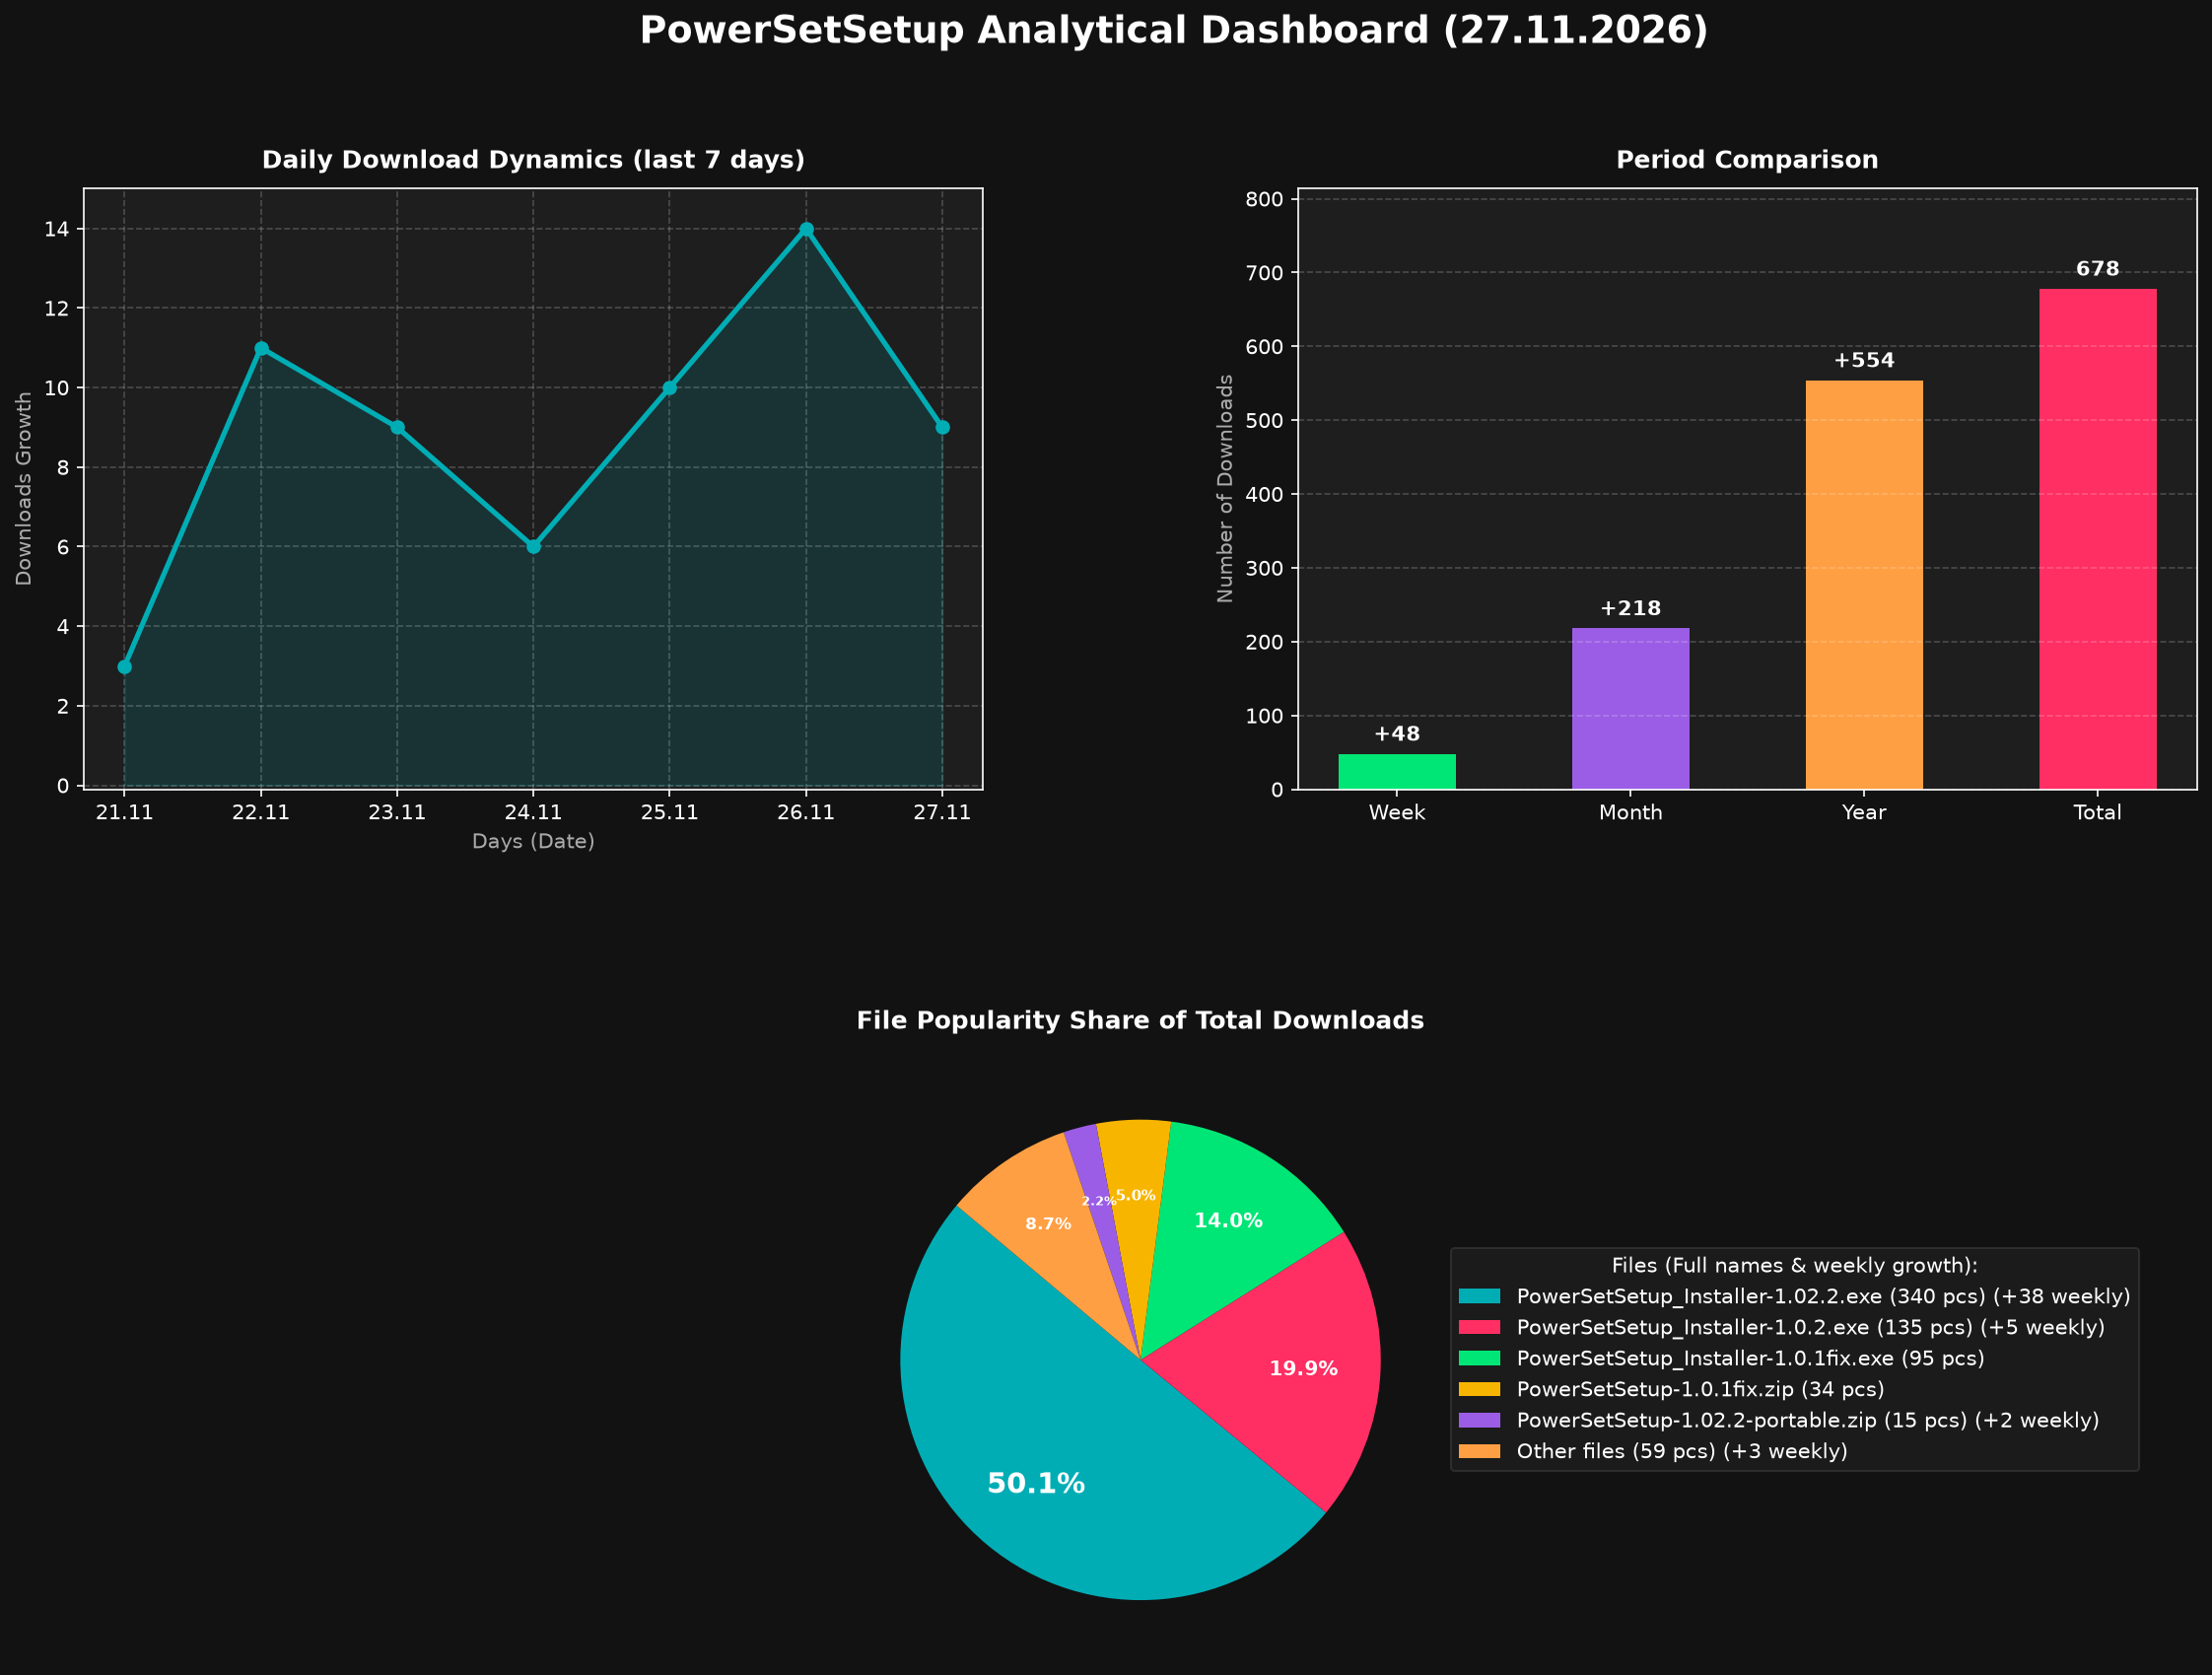 PowerSetSetup Analytical Dashboard (27.11.2026)
Daily Download Dynamics (last 7 days)
Downloads Growth
14
12
10
8
6
4
2
0
21.11 22.11 23.11 24.11 25.11 26.11 27.11
Days (Date)
Period Comparison
Number of Downloads
800
700
600
500
400
300
200
100
0
+48
+218
+554
678
Week Month Year Total
File Popularity Share of Total Downloads
8.7%
2.2%
5.0%
14.0%
19.9%
50.1%
Files (Full names & weekly growth):
PowerSetSetup_Installer-1.02.2.exe (340 pcs) (+38 weekly)
PowerSetSetup_Installer-1.0.2.exe (135 pcs) (+5 weekly)
PowerSetSetup_Installer-1.0.1fix.exe (95 pcs)
PowerSetSetup-1.0.1fix.zip (34 pcs)
PowerSetSetup-1.02.2-portable.zip (15 pcs) (+2 weekly)
Other files (59 pcs) (+3 weekly)